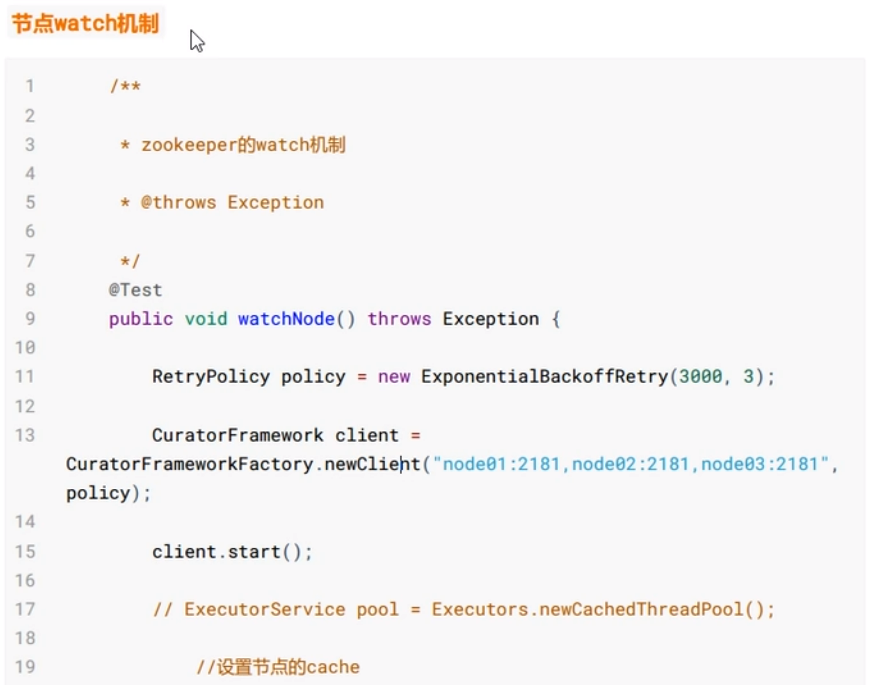 节点watch机制
1 /**
2
3 * zookeeper的watch机制
4
5 * @throws Exception
6
7 */
8 @Test
9 public void watchNode() throws Exception {
10
11 RetryPolicy policy = new ExponentialBackoffRetry(3000, 3);
12
13 CuratorFramework client =
CuratorFrameworkFactory.newClient("node01:2181,node02:2181,node03:2181",
policy);
14
15 client.start();
16
17 // ExecutorService pool = Executors.newCachedThreadPool();
18
19 //设置节点的cache